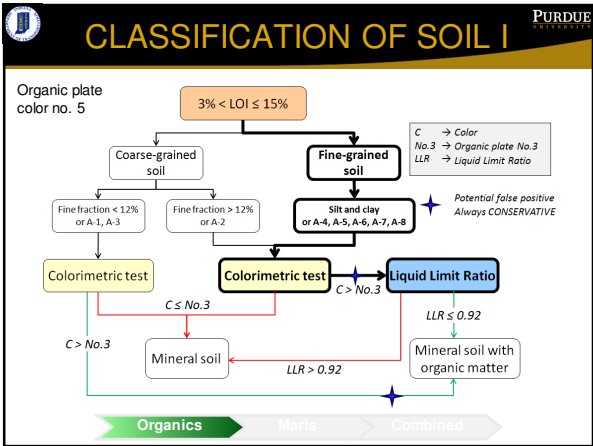 PURDUE
UNIVERSITY
CLASSIFICATION OF SOIL I
Organic plate
color no. 5
3% < LOI ≤ 15%
C → Color
No.3 → Organic plate No.3
LLR → Liquid Limit Ratio
Coarse-grained
soil
Fine-grained
soil
Potential false positive
Always CONSERVATIVE
Fine fraction < 12%
or A-1, A-3
Fine fraction > 12%
or A-2
Silt and clay
or A-4, A-5, A-6, A-7, A-8
Colorimetric test
Colorimetric test
C > No.3
Liquid Limit Ratio
C ≤ No.3
LLR ≤ 0.92
C > No.3
Mineral soil
LLR > 0.92
Mineral soil with
organic matter
Organics
Marls
Combined